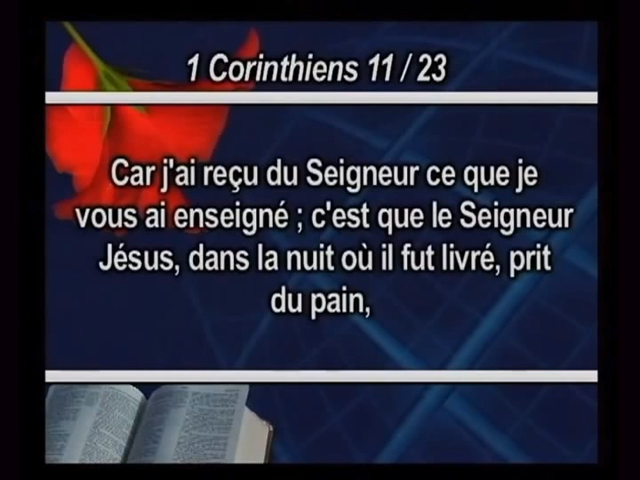 1 Corinthiens 11 / 23
Car j'ai reçu du Seigneur ce que je
vous ai enseigné ; c'est que le Seigneur
Jésus, dans la nuit où il fut livré, prit
du pain,